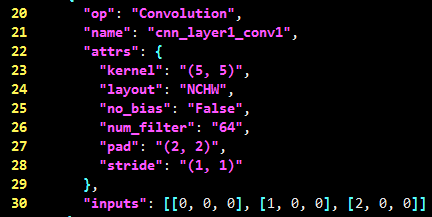 20 "op": "Convolution",
21 "name": "cnn_layer1_conv1",
22 "attrs": {
23 "kernel": "(5, 5)",
24 "layout": "NCHW",
25 "no_bias": "False",
26 "num_filter": "64",
27 "pad": "(2, 2)",
28 "stride": "(1, 1)"
29 },
30 "inputs": [[0, 0, 0], [1, 0, 0], [2, 0, 0]]